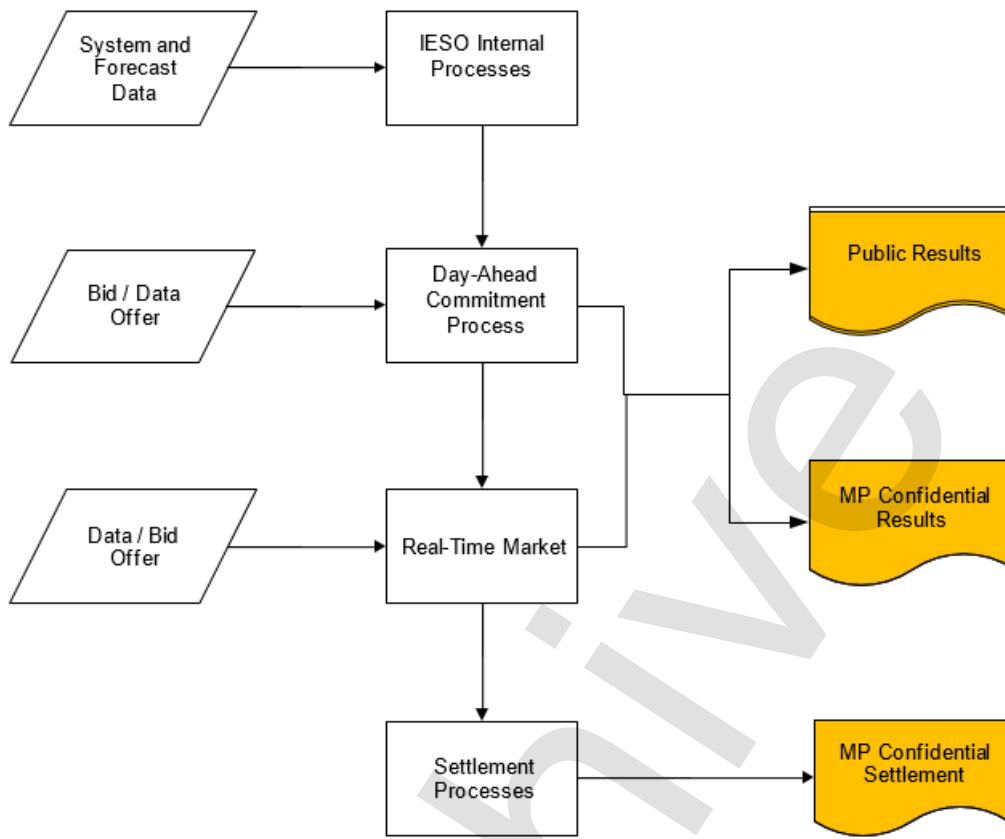 System and
Forecast
Data
IESO Internal
Processes
Public Results
Bid / Data
Offer
Day-Ahead
Commitment
Process
MP Confidential
Results
Data / Bid
Offer
Real-Time Market
Settlement
Processes
MP Confidential
Settlement
hive